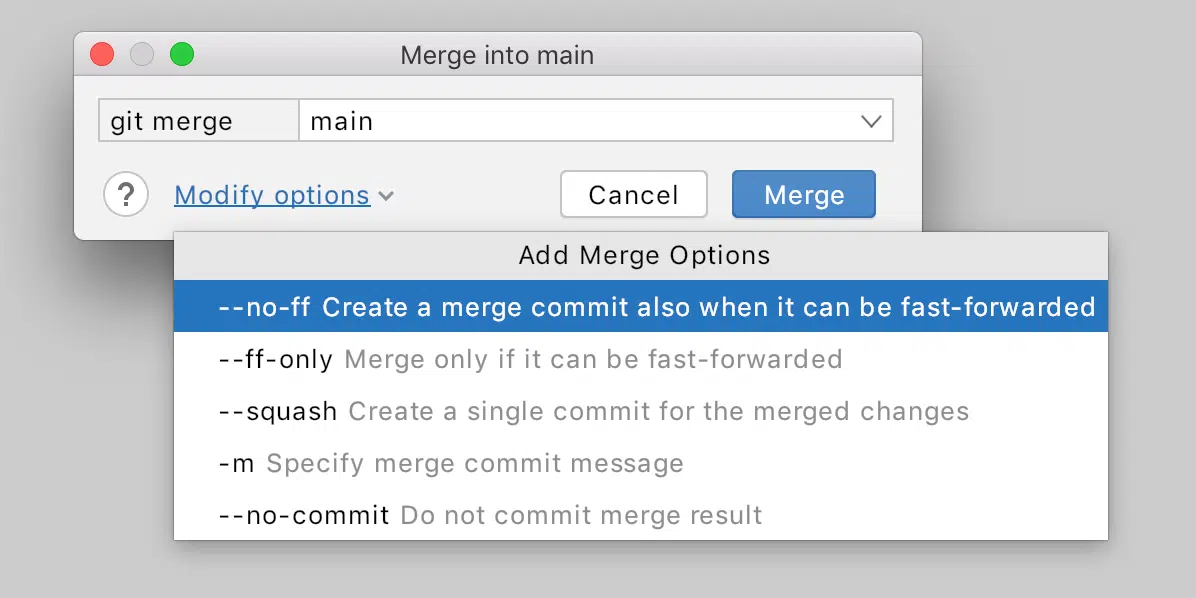 Merge into main
git merge main
? Modify options Cancel Merge
Add Merge Options
--no-ff Create a merge commit also when it can be fast-forwarded
--ff-only Merge only if it can be fast-forwarded
--squash Create a single commit for the merged changes
-m Specify merge commit message
--no-commit Do not commit merge result